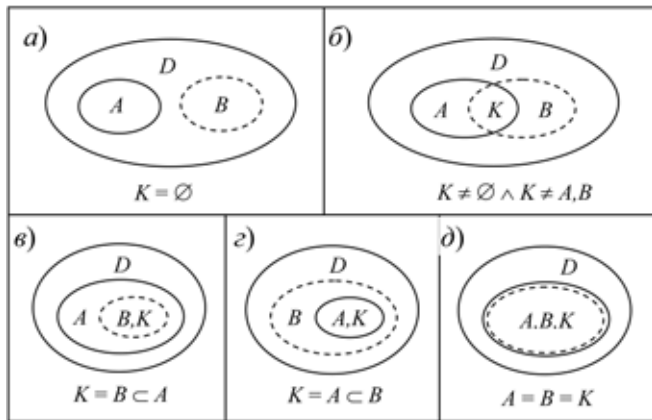 а)
D
A
B
K = ∅
б)
D
A
K
B
K ≠ ∅ ∧ K ≠ A,B
в)
D
A
B,K
K = B ⊂ A
г)
D
B
A,K
K = A ⊂ B
д)
D
A.B.K
A = B = K